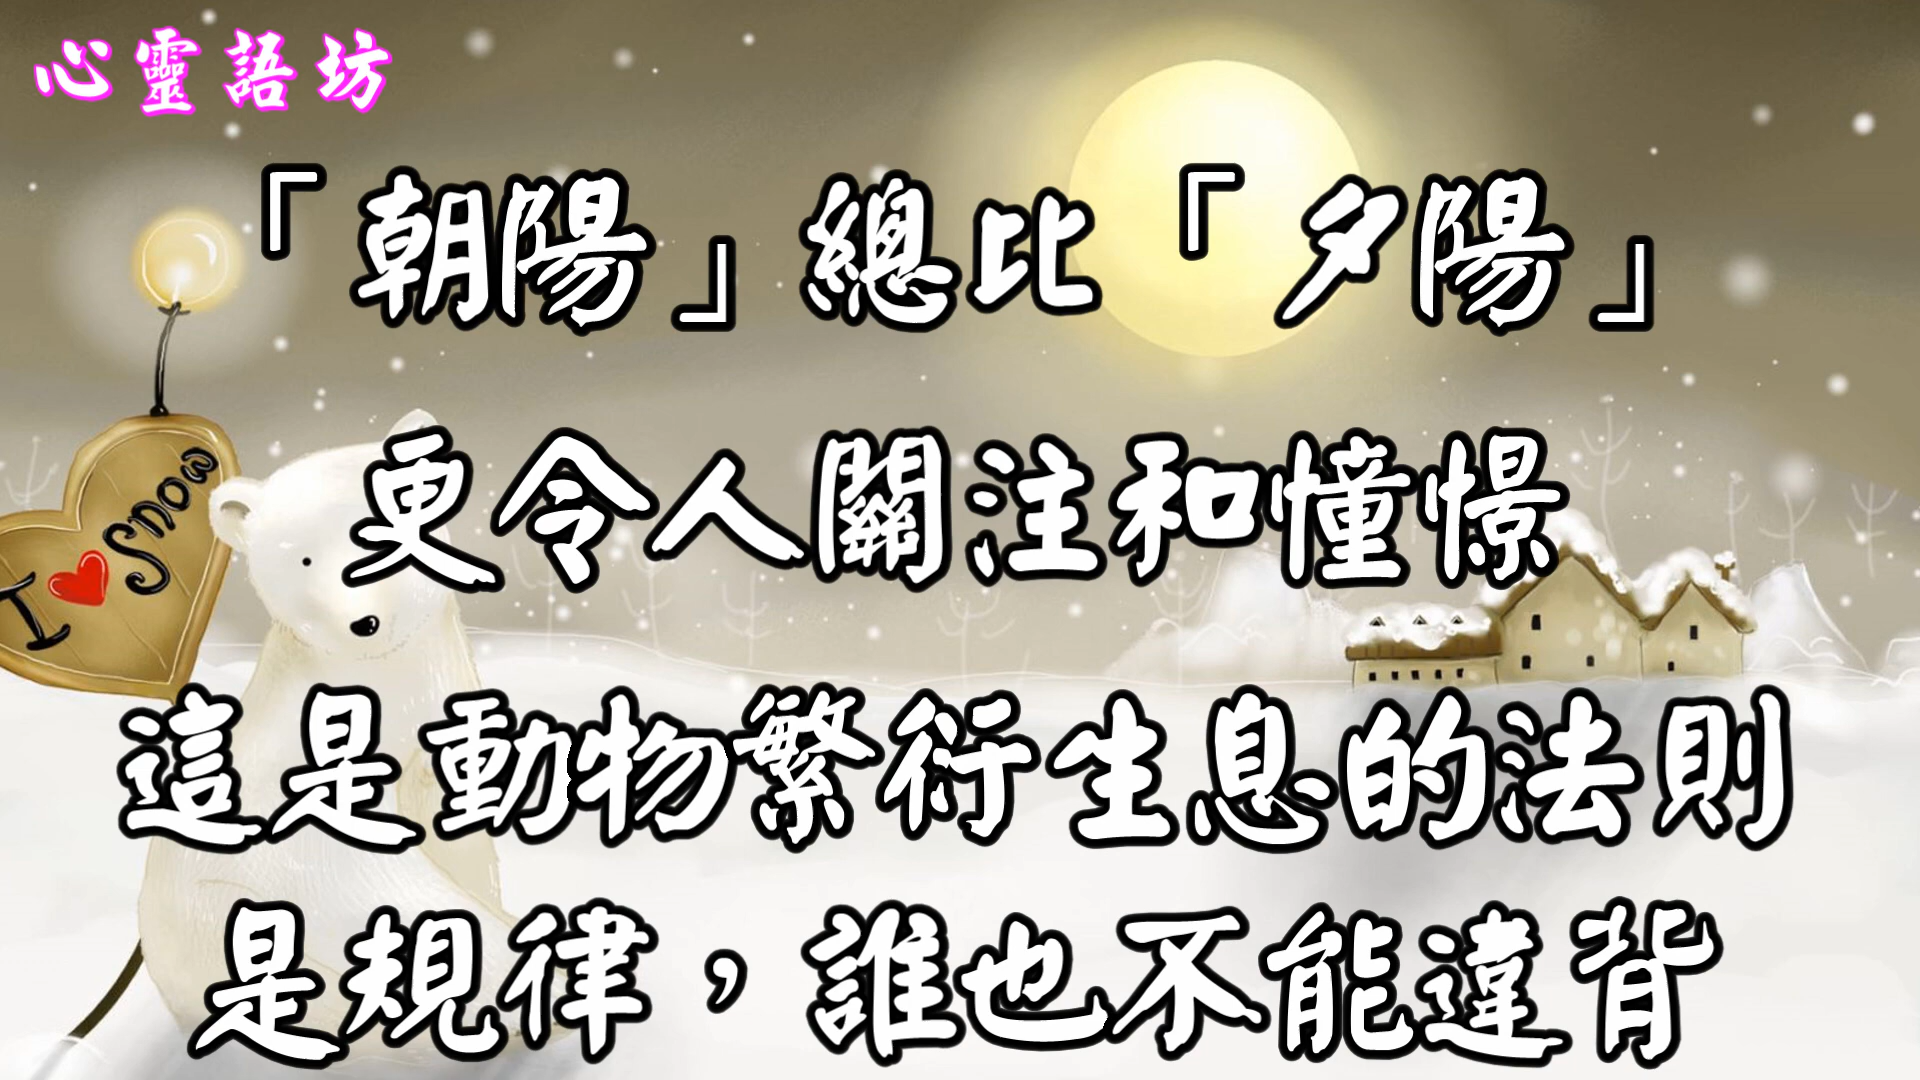 心靈語坊
「朝陽」總比「夕陽」
更令人關注和憧憬
I ❤ Snow
這是動物繁衍生息的法則
是規律，誰也不能違背